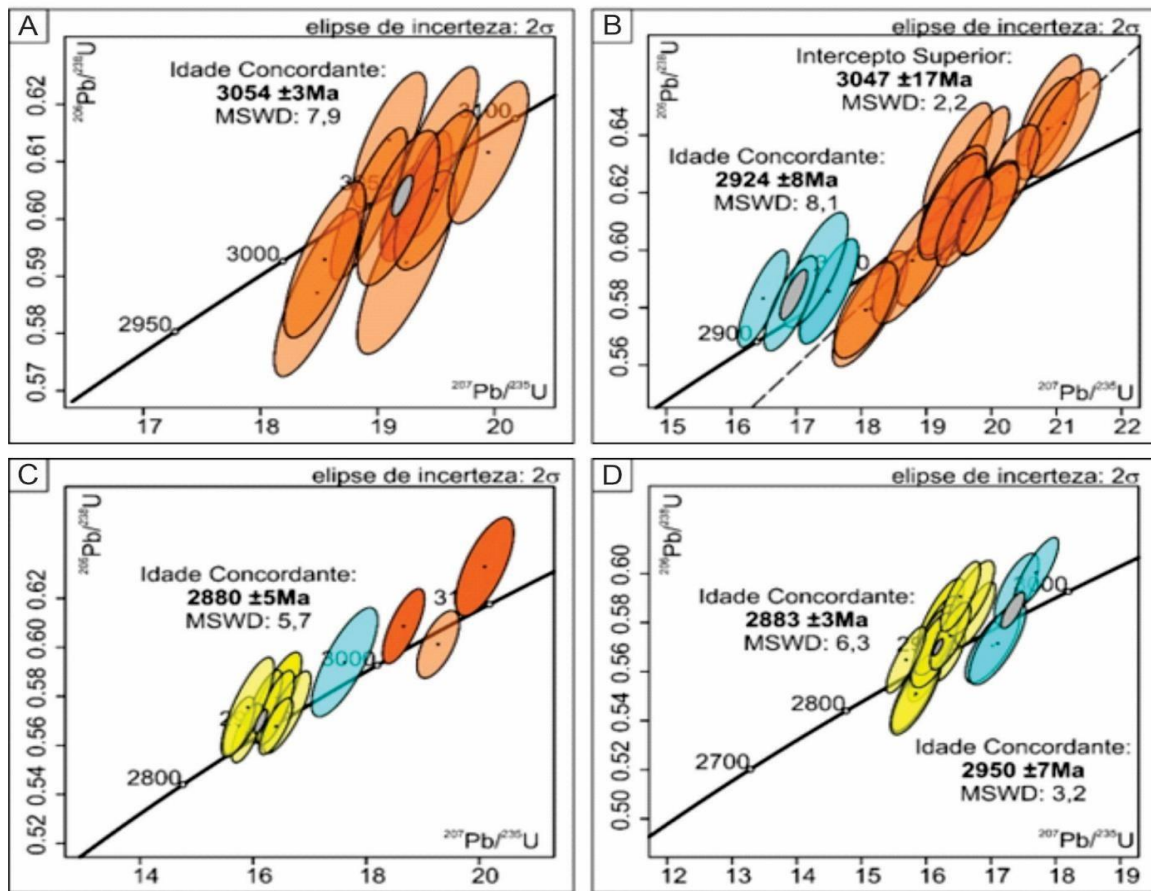 A
elipse de incerteza: 2σ
Idade Concordante:
3054 ±3Ma
MSWD: 7,9
²⁰⁶Pb/²³⁸U
0.62
0.61
0.60
0.59
0.58
0.57
3100
3050
3000
2950
²⁰⁷Pb/²³⁵U
17 18 19 20
B
elipse de incerteza: 2σ
Intercepto Superior:
3047 ±17Ma
MSWD: 2,2
Idade Concordante:
2924 ±8Ma
MSWD: 8,1
²⁰⁶Pb/²³⁸U
0.64
0.62
0.60
0.58
0.56
2900
²⁰⁷Pb/²³⁵U
15 16 17 18 19 20 21 22
C
elipse de incerteza: 2σ
Idade Concordante:
2880 ±5Ma
MSWD: 5,7
²⁰⁶Pb/²³⁸U
0.62
0.60
0.58
0.56
0.54
0.52
3000
2800
²⁰⁷Pb/²³⁵U
14 16 18 20
D
elipse de incerteza: 2σ
Idade Concordante:
2883 ±3Ma
MSWD: 6,3
Idade Concordante:
2950 ±7Ma
MSWD: 3,2
²⁰⁶Pb/²³⁸U
0.60
0.58
0.56
0.54
0.52
0.50
3000
2800
2700
²⁰⁷Pb/²³⁵U
12 13 14 15 16 17 18 19